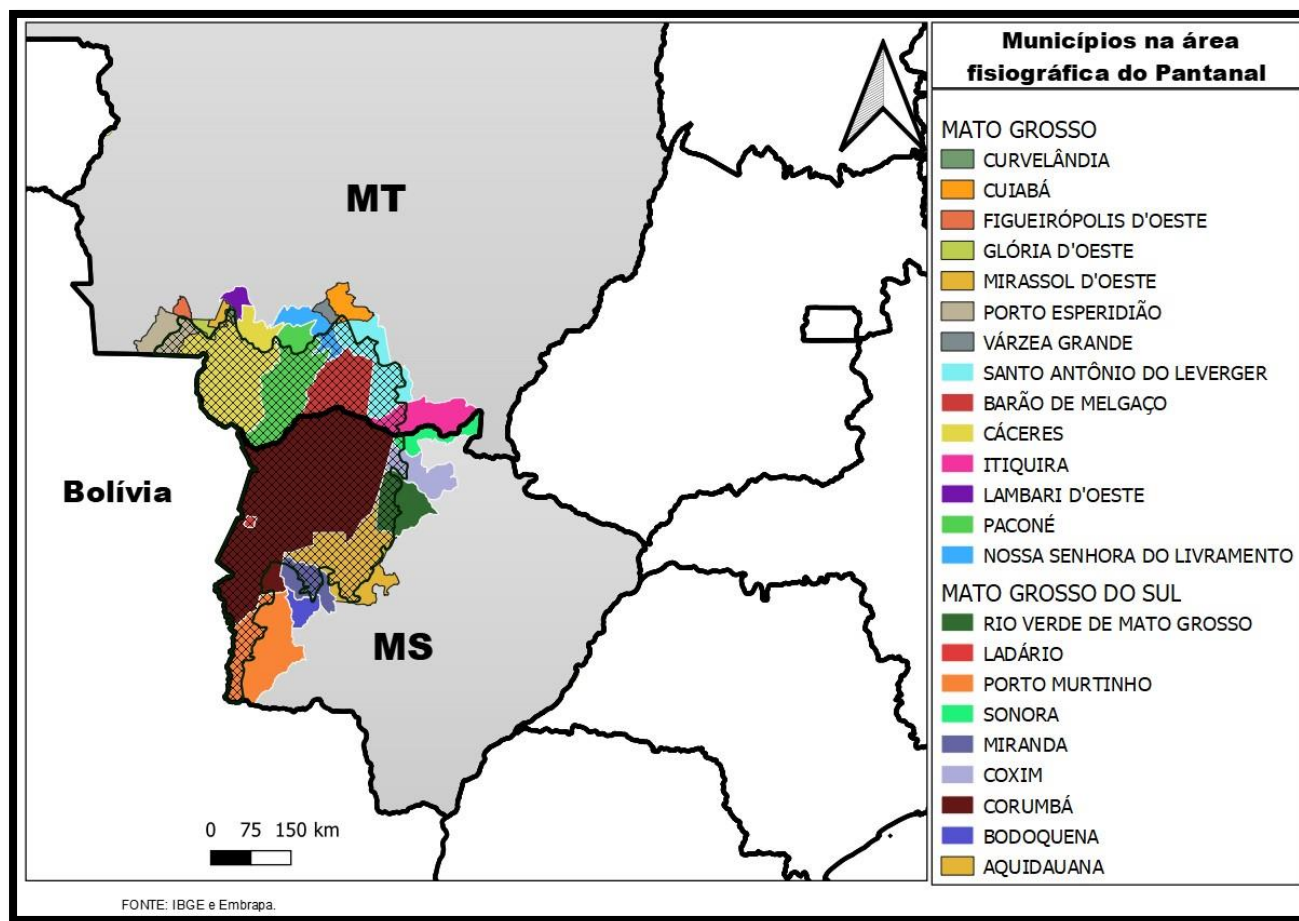 Municípios na área
fisiográfica do Pantanal
MATO GROSSO
CURVELÂNDIA
CUIABÁ
FIGUEIRÓPOLIS D'OESTE
GLÓRIA D'OESTE
MIRASSOL D'OESTE
PORTO ESPERIDIÃO
VÁRZEA GRANDE
SANTO ANTÔNIO DO LEVERGER
BARÃO DE MELGAÇO
CÁCERES
ITIQUIRA
LAMBARI D'OESTE
PACONÉ
NOSSA SENHORA DO LIVRAMENTO
MATO GROSSO DO SUL
RIO VERDE DE MATO GROSSO
LADÁRIO
PORTO MURTINHO
SONORA
MIRANDA
COXIM
CORUMBÁ
BODOQUENA
AQUIDAUANA
MT
Bolívia
MS
0 75 150 km
FONTE: IBGE e Embrapa.